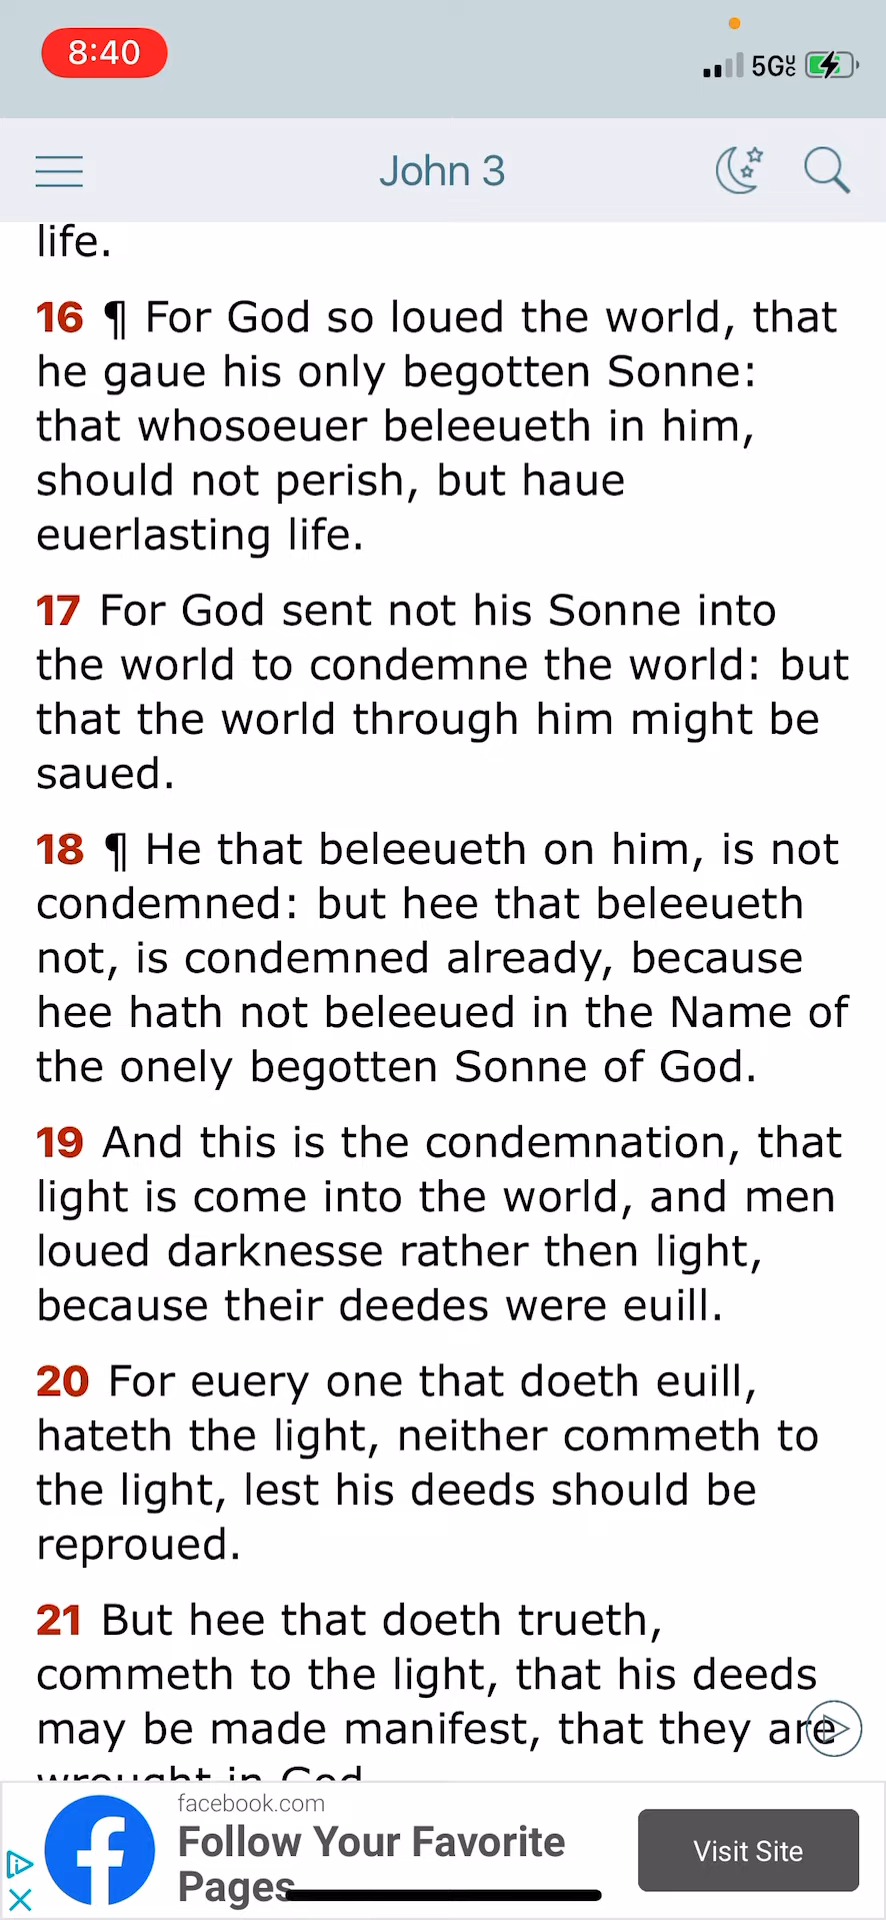 8:40
5G UC
John 3
life.
16 ¶ For God so loued the world, that
he gaue his only begotten Sonne:
that whosoeuer beleeueth in him,
should not perish, but haue
euerlasting life.
17 For God sent not his Sonne into
the world to condemne the world: but
that the world through him might be
saued.
18 ¶ He that beleeueth on him, is not
condemned: but hee that beleeueth
not, is condemned already, because
hee hath not beleeued in the Name of
the onely begotten Sonne of God.
19 And this is the condemnation, that
light is come into the world, and men
loued darknesse rather then light,
because their deedes were euill.
20 For euery one that doeth euill,
hateth the light, neither commeth to
the light, lest his deeds should be
reproued.
21 But hee that doeth trueth,
commeth to the light, that his deeds
may be made manifest, that they are
wrought in God
facebook.com
Follow Your Favorite
Pages
Visit Site